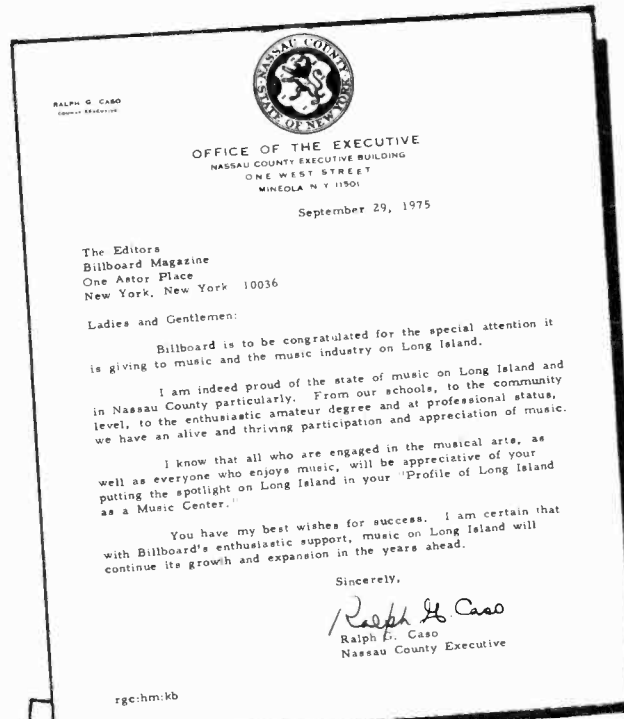 NASSAU COUNTY
STATE OF NEW YORK
RALPH G. CASO
COUNTY EXECUTIVE
OFFICE OF THE EXECUTIVE
NASSAU COUNTY EXECUTIVE BUILDING
ONE WEST STREET
MINEOLA N Y 11501
September 29, 1975
The Editors
Billboard Magazine
One Astor Place
New York, New York 10036
Ladies and Gentlemen:
Billboard is to be congratulated for the special attention it
is giving to music and the music industry on Long Island.
I am indeed proud of the state of music on Long Island and
in Nassau County particularly. From our schools, to the community
level, to the enthusiastic amateur degree and at professional status,
we have an alive and thriving participation and appreciation of music.
I know that all who are engaged in the musical arts, as
well as everyone who enjoys music, will be appreciative of your
putting the spotlight on Long Island in your "Profile of Long Island
as a Music Center."
You have my best wishes for success. I am certain that
with Billboard's enthusiastic support, music on Long Island will
continue its growth and expansion in the years ahead.
Sincerely,
Ralph G. Caso
Ralph G. Caso
Nassau County Executive
rgc:hm:kb